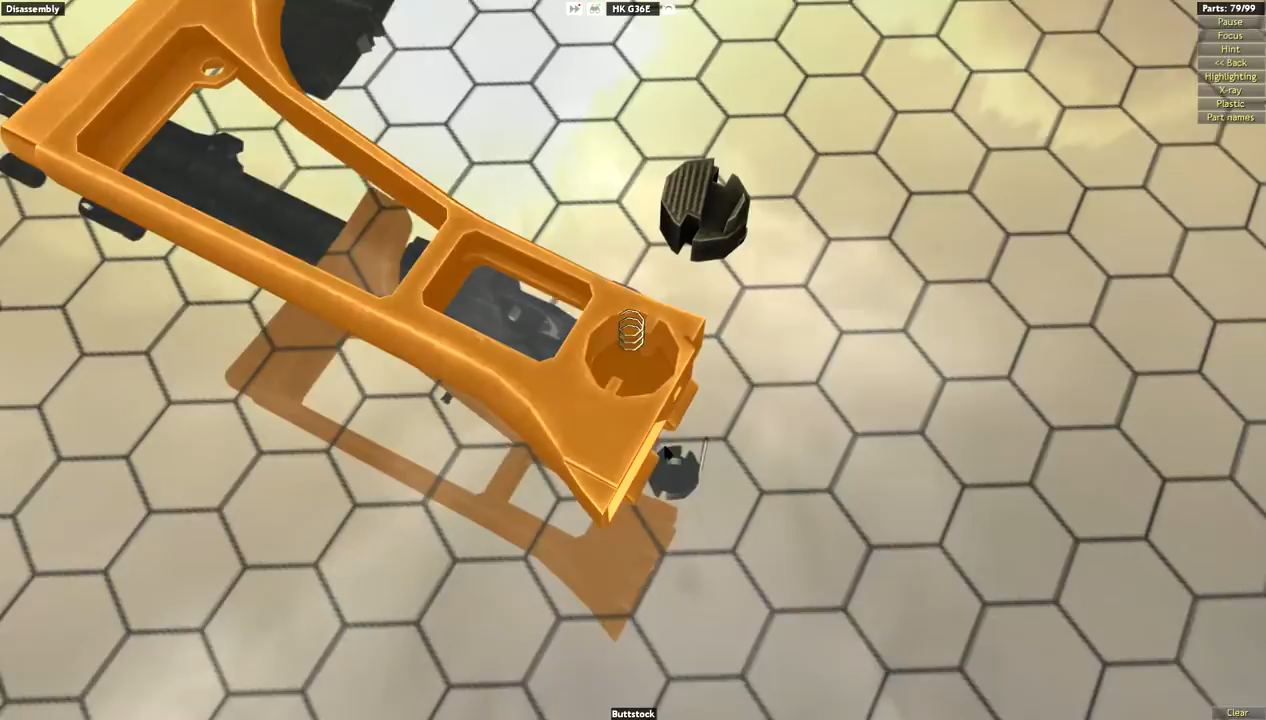 Disassembly
HK G36E
Parts: 79/99
Pause
Focus
Hint
<< Back
Highlighting
X-ray
Plastic
Part names
Buttstock
Clear